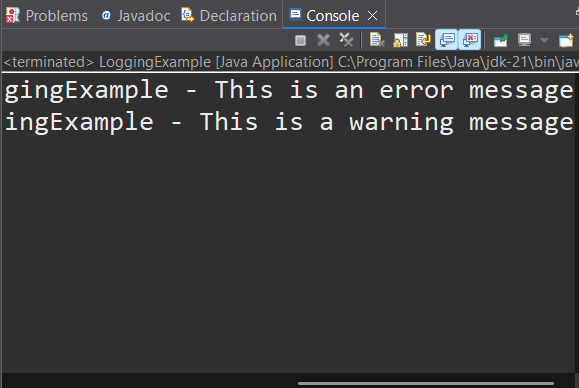 Problems @ Javadoc Declaration Console
<terminated> LoggingExample [Java Application] C:\Program Files\Java\jdk-21\bin\jav
gingExample - This is an error message
ingExample - This is a warning message